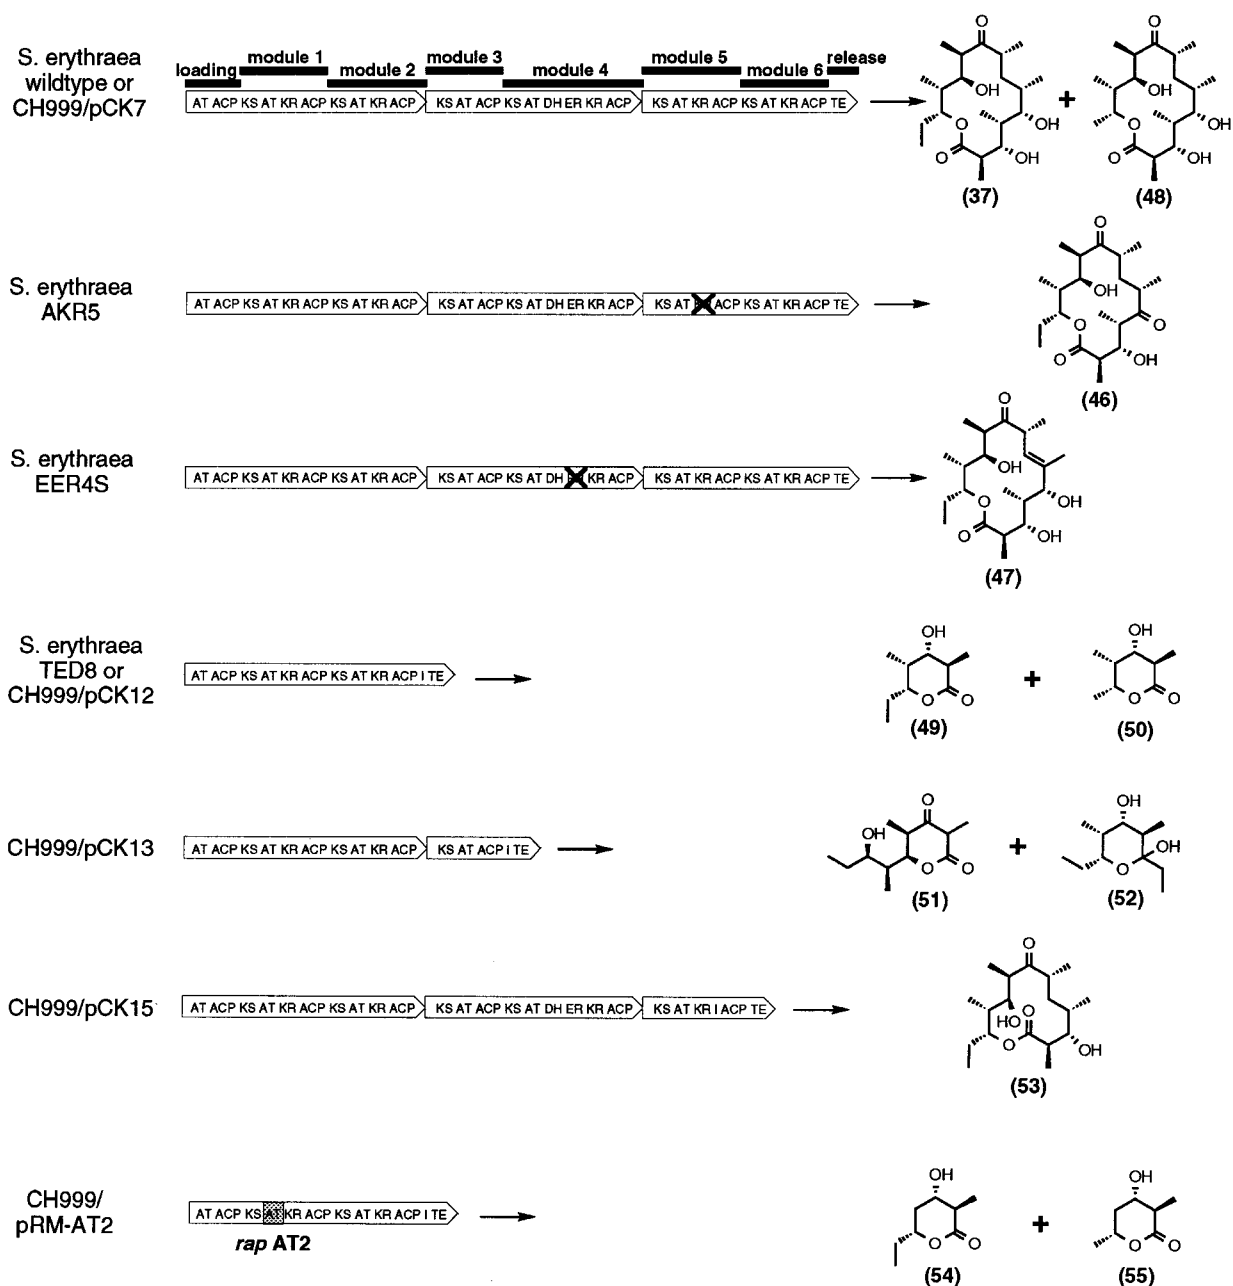 S. erythraea
wildtype or
CH999/pCK7
loading
module 1
module 2
module 3
module 4
module 5
module 6
release
AT ACP KS AT KR ACP KS AT KR ACP
KS AT ACP KS AT DH ER KR ACP
KS AT KR ACP KS AT KR ACP TE
O
OH
O
O
OH
OH
(37)
+
O
OH
O
O
OH
OH
(48)
S. erythraea
AKR5
AT ACP KS AT KR ACP KS AT KR ACP
KS AT ACP KS AT DH ER KR ACP
KS AT ACP KS AT KR ACP TE
O
OH
O
O
O
OH
(46)
S. erythraea
EER4S
AT ACP KS AT KR ACP KS AT KR ACP
KS AT ACP KS AT DH KR ACP
KS AT KR ACP KS AT KR ACP TE
O
OH
O
O
OH
OH
(47)
S. erythraea
TED8 or
CH999/pCK12
AT ACP KS AT KR ACP KS AT KR ACP I TE
OH
O
O
(49)
+
OH
O
O
(50)
CH999/pCK13
AT ACP KS AT KR ACP KS AT KR ACP
KS AT ACP I TE
O
OH
O
O
(51)
+
OH
OH
O
(52)
CH999/pCK15
AT ACP KS AT KR ACP KS AT KR ACP
KS AT ACP KS AT DH ER KR ACP
KS AT KR I ACP TE
O
HO
O
O
OH
(53)
CH999/
pRM-AT2
AT ACP KS AT KR ACP KS AT KR ACP I TE
rap AT2
OH
O
O
(54)
+
OH
O
O
(55)